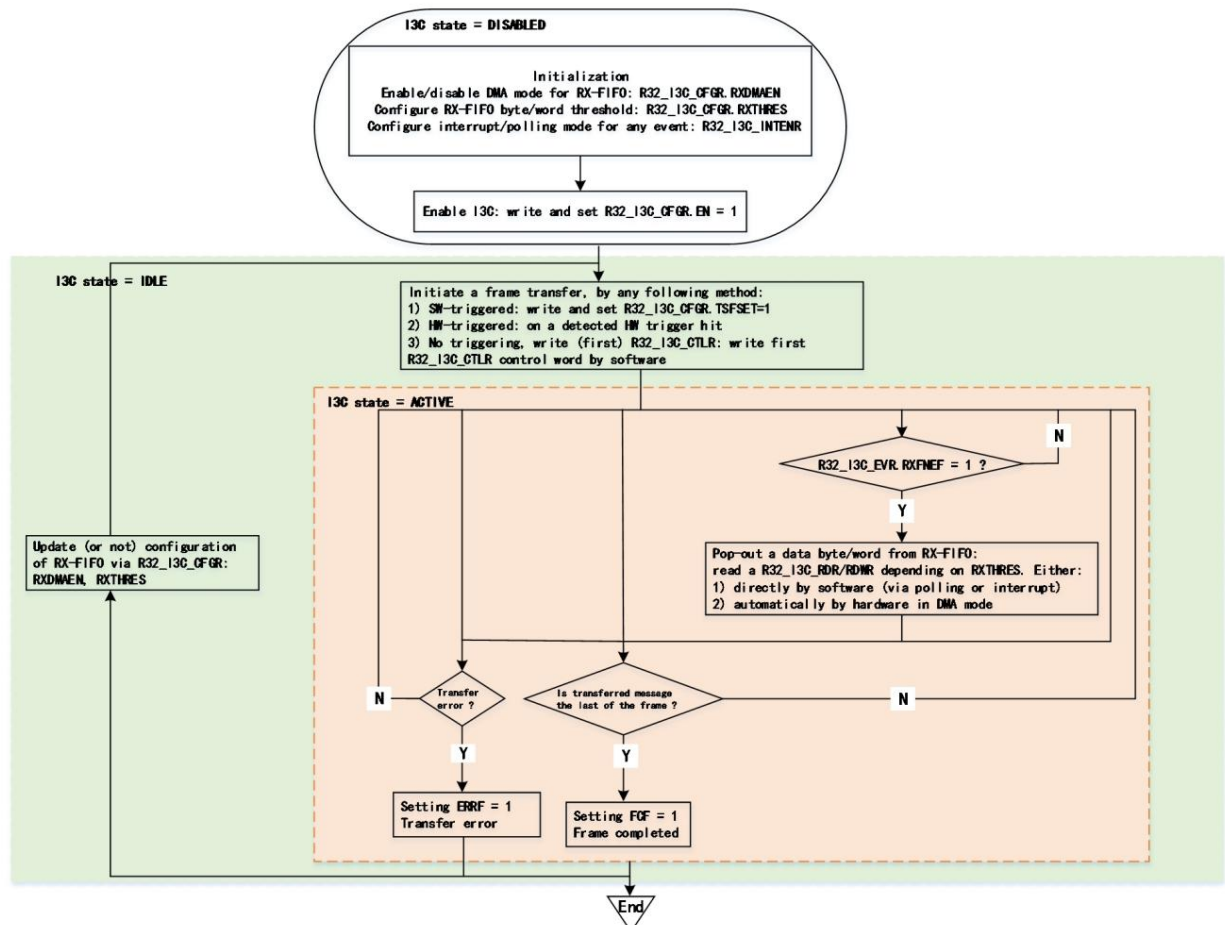 I3C state = DISABLED
Initialization
Enable/disable DMA mode for RX-FIFO: R32_I3C_CFGR.RXDMAEN
Configure RX-FIFO byte/word threshold: R32_I3C_CFGR.RXTHRES
Configure interrupt/polling mode for any event: R32_I3C_INTENR
Enable I3C: write and set R32_I3C_CFGR.EN = 1
I3C state = IDLE
Initiate a frame transfer, by any following method:
1) SW-triggered: write and set R32_I3C_CFGR.TSFSET=1
2) HW-triggered: on a detected HW trigger hit
3) No triggering, write (first) R32_I3C_CTLR: write first
R32_I3C_CTLR control word by software
I3C state = ACTIVE
N
R32_I3C_EVR.RXFNEF = 1 ?
Y
Update (or not) configuration
of RX-FIFO via R32_I3C_CFGR:
RXDMAEN, RXTHRES
Pop-out a data byte/word from RX-FIFO:
read a R32_I3C_RDR/RDWR depending on RXTHRES. Either:
1) directly by software (via polling or interrupt)
2) automatically by hardware in DMA mode
N
Transfer
error ?
Is transferred message
the last of the frame ?
N
Y
Y
Setting ERRF = 1
Transfer error
Setting FCF = 1
Frame completed
End